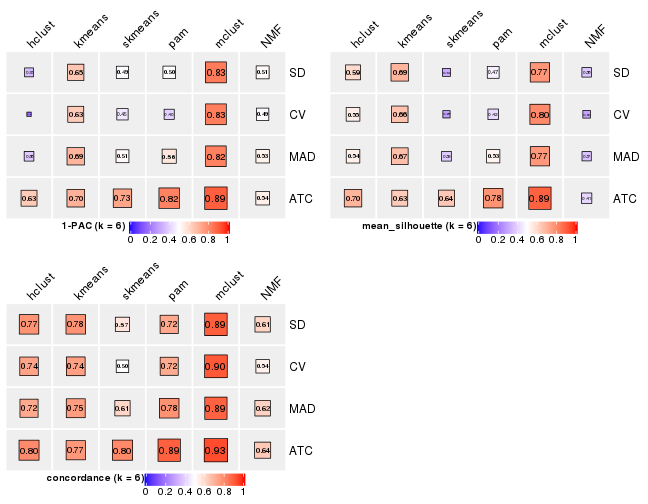 hclust kmeans skmeans pam mclust NMF
0.65 0.49 0.50 0.83 0.51 SD
0.63 0.83 0.49 CV
0.69 0.51 0.56 0.82 0.53 MAD
0.63 0.70 0.73 0.82 0.89 0.54 ATC
1-PAC (k = 6)
0 0.2 0.4 0.6 0.8 1
hclust kmeans skmeans pam mclust NMF
0.59 0.69 0.47 0.77 SD
0.55 0.66 0.80 CV
0.54 0.67 0.53 0.77 MAD
0.70 0.63 0.64 0.78 0.89 ATC
mean_silhouette (k = 6)
0 0.2 0.4 0.6 0.8 1
hclust kmeans skmeans pam mclust NMF
0.77 0.78 0.57 0.72 0.89 0.61 SD
0.74 0.74 0.50 0.72 0.90 0.54 CV
0.72 0.75 0.61 0.78 0.89 0.62 MAD
0.80 0.77 0.80 0.89 0.93 0.64 ATC
concordance (k = 6)
0 0.2 0.4 0.6 0.8 1